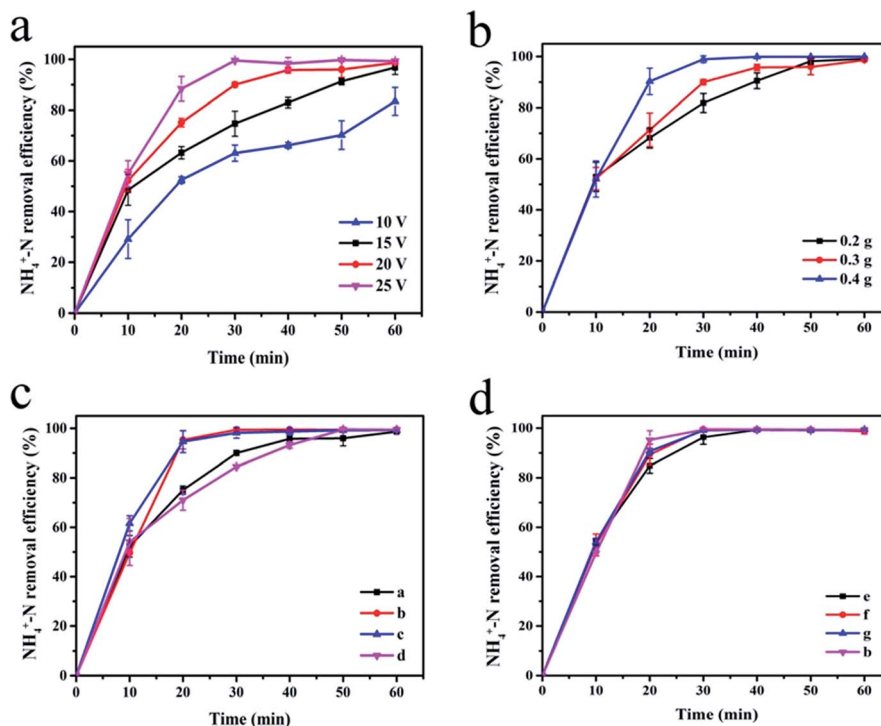 a
NH₄⁺-N removal efficiency (%)
100
80
60
40
20
0
10 V
15 V
20 V
25 V
0 10 20 30 40 50 60
Time (min)
b
NH₄⁺-N removal efficiency (%)
100
80
60
40
20
0
0.2 g
0.3 g
0.4 g
0 10 20 30 40 50 60
Time (min)
c
NH₄⁺-N removal efficiency (%)
100
80
60
40
20
0
a
b
c
d
0 10 20 30 40 50 60
Time (min)
d
NH₄⁺-N removal efficiency (%)
100
80
60
40
20
0
e
f
g
b
0 10 20 30 40 50 60
Time (min)